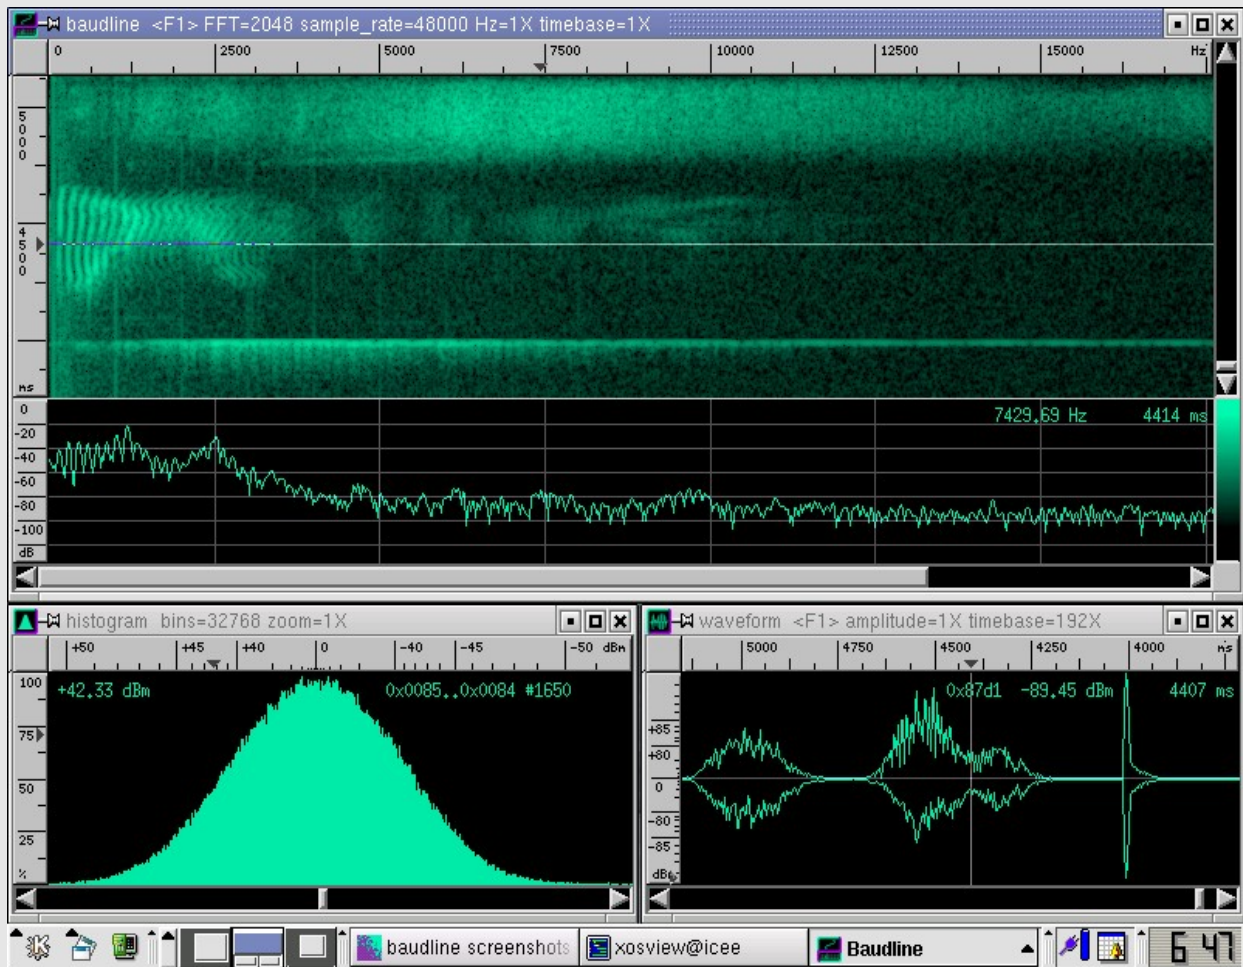 baudline <F1> FFT=2048 sample_rate=48000 Hz=1X timebase=1X
0 2500 5000 7500 10000 12500 15000 Hz
5000
4500
ms
0
-20
-40
-60
-80
-100
dB
7429.69 Hz 4414 ms
histogram bins=32768 zoom=1X
+50 +45 +40 0 -40 -45 -50 dBm
100
75
50
25
%
+42.33 dBm 0x0085..0x0084 #1650
waveform <F1> amplitude=1X timebase=192X
5000 4750 4500 4250 4000 ms
+85
+80
0
-80
-85
dBm
0x87d1 -89.45 dBm 4407 ms
baudline screenshots xosview@icee Baudline 6 47